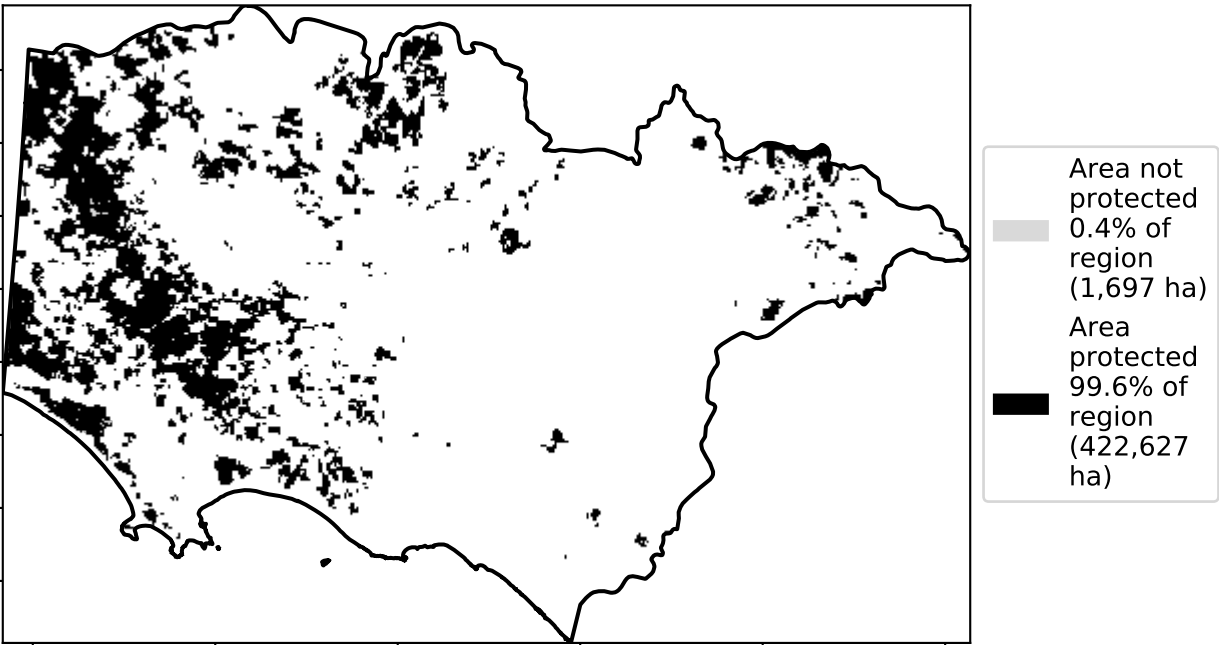 Area not
protected
0.4% of
region
(1,697 ha)
Area
protected
99.6% of
region
(422,627
ha)